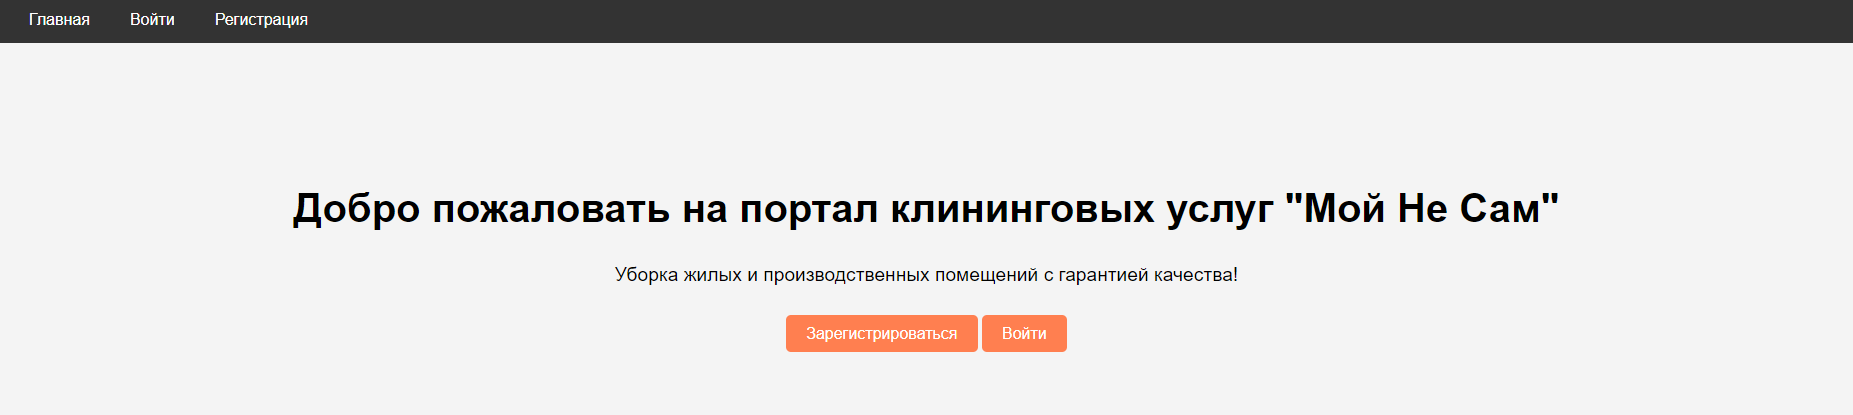 Главная Войти Регистрация
Добро пожаловать на портал клининговых услуг "Мой Не Сам"
Уборка жилых и производственных помещений с гарантией качества!
Зарегистрироваться Войти